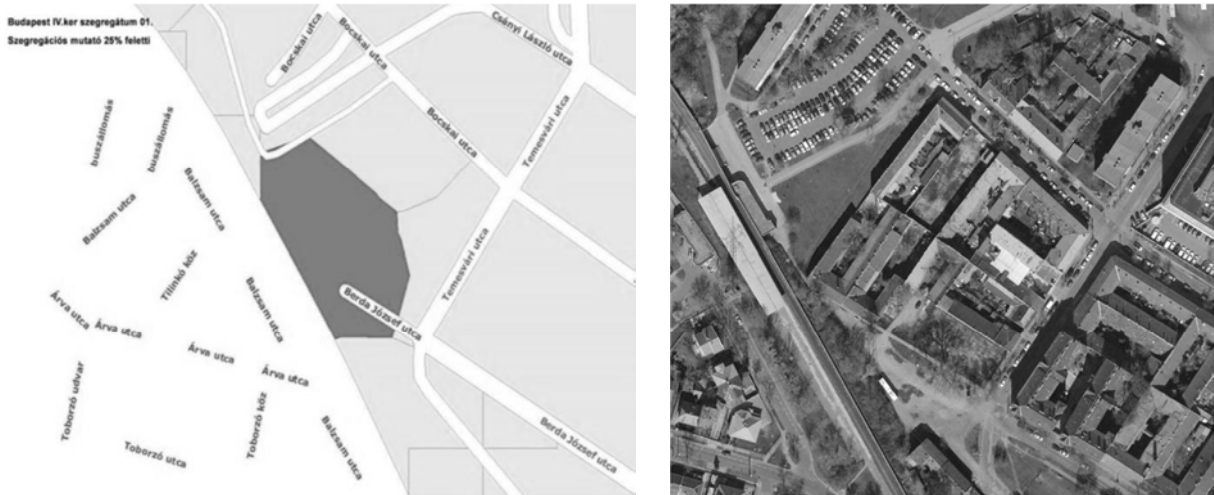 Budapest IV.ker szegregátum 01.
Szegregációs mutató 25% feletti
Bocskai utca
Bocskai utca
Csányi László utca
buszállomás
buszállomás
Bocskai utca
Temesvári utca
Balzsam utca
Balzsam utca
Tilinkó köz
Temesvári utca
Balzsam utca
Berda József utca
Árva utca
Árva utca
Árva utca
Árva utca
Toborzó udvar
Toborzó köz
Toborzó utca
Balzsam utca
Berda József utca